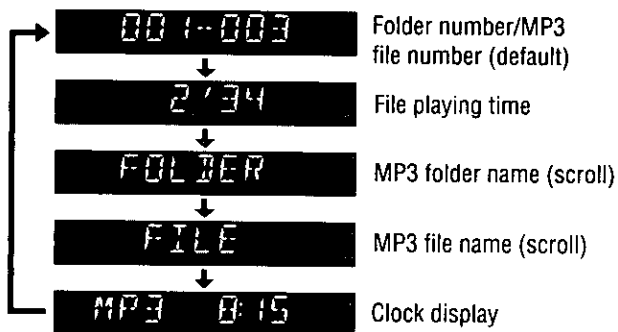 001-003
Folder number/MP3
file number (default)
2'34
File playing time
FOLDER
MP3 folder name (scroll)
FILE
MP3 file name (scroll)
MP3 8:15
Clock display